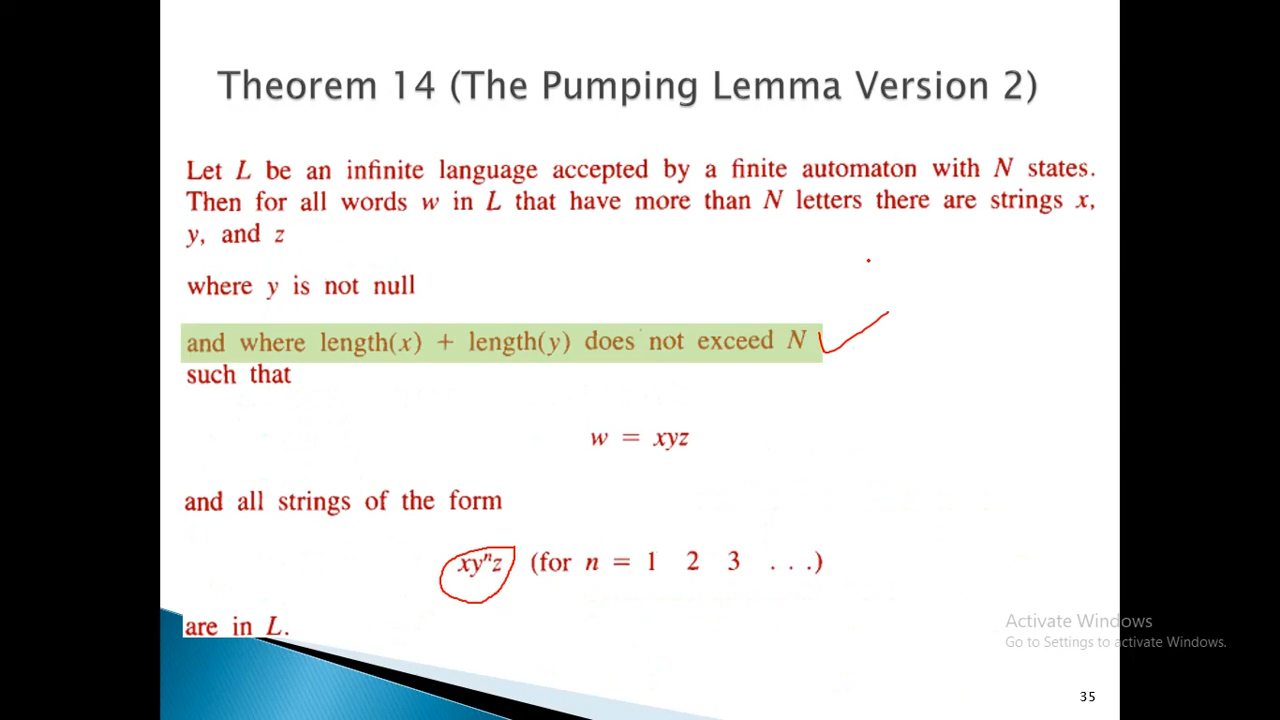 Theorem 14 (The Pumping Lemma Version 2)
Let L be an infinite language accepted by a finite automaton with N states.
Then for all words w in L that have more than N letters there are strings x,
y, and z
where y is not null
and where length(x) + length(y) does not exceed N
such that
w = xyz
and all strings of the form
xyⁿz (for n = 1 2 3 . . .)
are in L.
Activate Windows
Go to Settings to activate Windows.
35